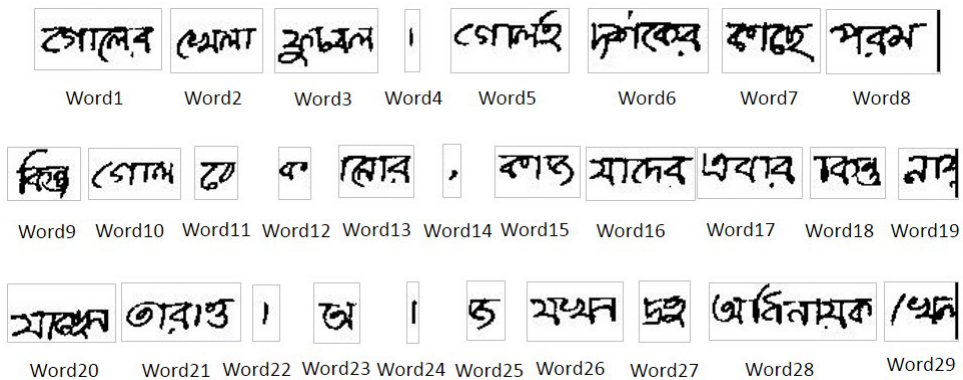 গোলের খেলা ফুটবল । গোলই দর্শকের কাছে পরম
Word1 Word2 Word3 Word4 Word5 Word6 Word7 Word8
কিন্তু গোল তো ক , কাজ যাদের এবার কিন্তু
Word9 Word10 Word11 Word12 Word13 Word14 Word15 Word16 Word17 Word18 Word19
তারাও । অ । জ যখন দুই অধিনায়ক
Word20 Word21 Word22 Word23 Word24 Word25 Word26 Word27 Word28 Word29